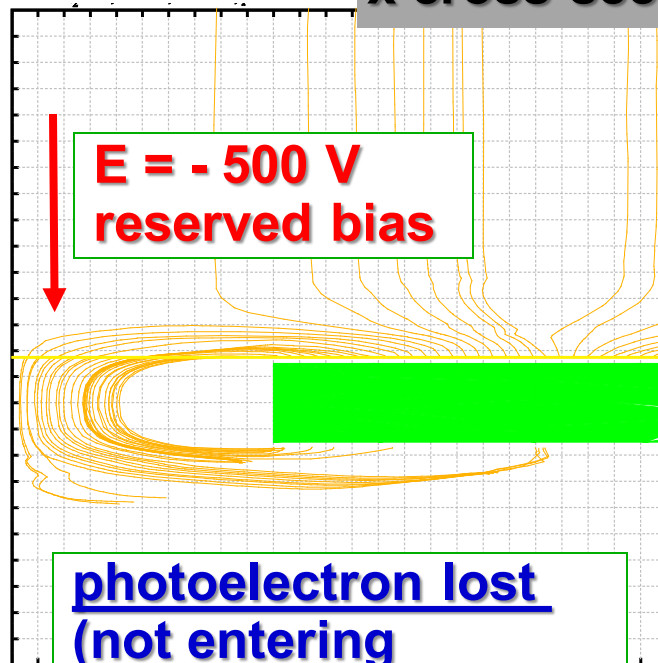 E = - 500 V
reserved bias
photoelectron lost
(not entering